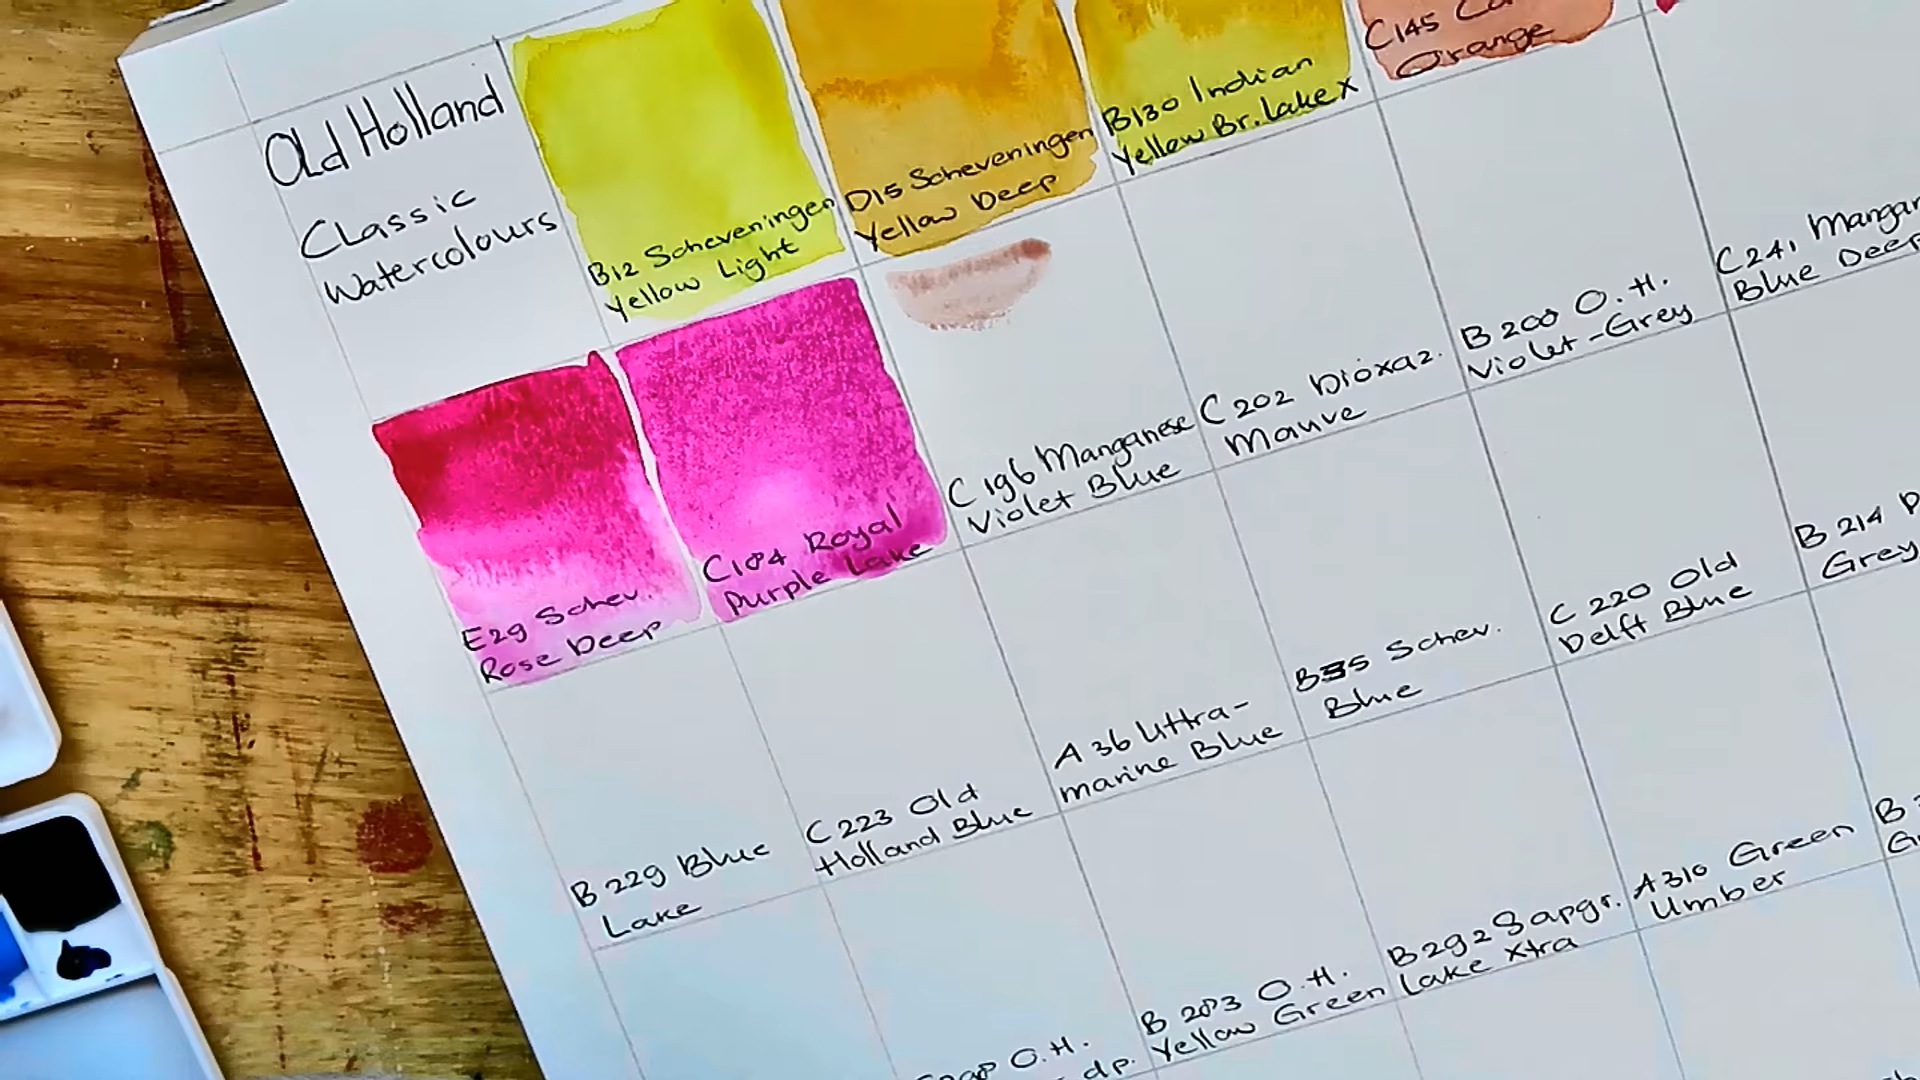 Old Holland
Classic
Watercolours
B12 Scheveningen
Yellow Light
D15 Scheveningen
Yellow Deep
B130 Indian
Yellow Br. Lake X
C145
Orange
E29 Schev.
Rose Deep
C184 Royal
Purple Lake
C196 Manganese
Violet Blue
C202 Dioxaz.
Mauve
B200 O.H.
Violet-Grey
C241
Blue Deep
B229 Blue
Lake
C223 Old
Holland Blue
A36 Ultra-
marine Blue
B35 Schev.
Blue
C220 Old
Delft Blue
B214
Grey
O.H.
dp.
B283 O.H.
Yellow Green
B292 Sapgr.
Lake Xtra
A310 Green
Umber
B